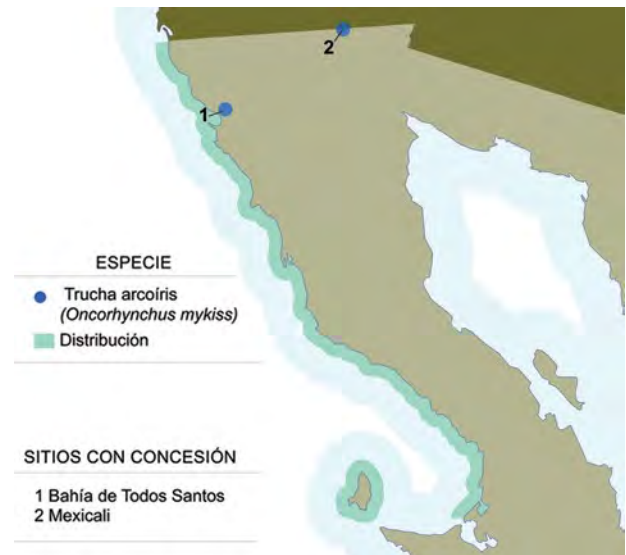 2
1
ESPECIE
Trucha arcoíris
(Oncorhynchus mykiss)
Distribución
SITIOS CON CONCESIÓN
1 Bahía de Todos Santos
2 Mexicali